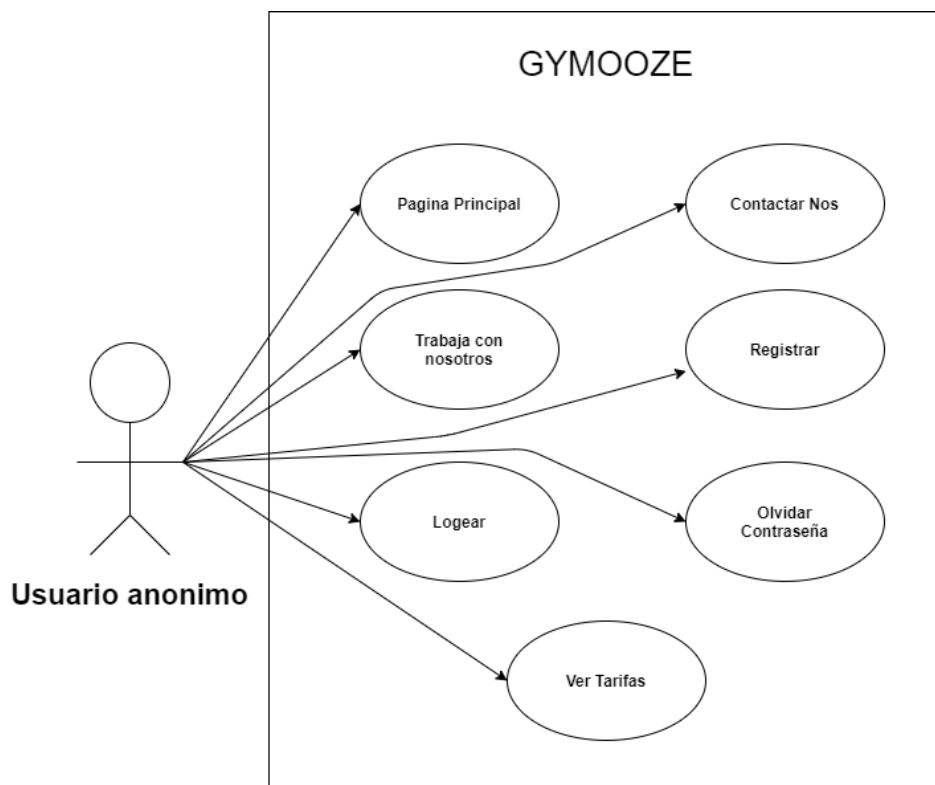 GYMOOZE
Pagina Principal
Contactar Nos
Trabaja con
nosotros
Registrar
Logear
Olvidar
Contraseña
Usuario anonimo
Ver Tarifas